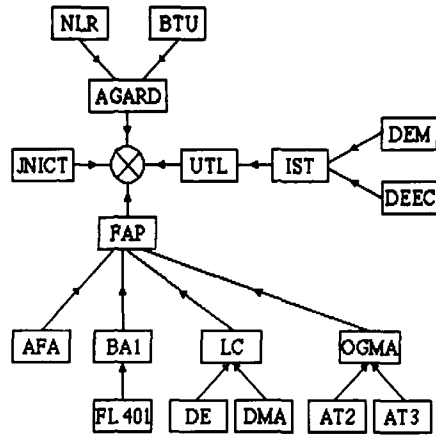 NLR BTU
AGARD
JNICT UTL IST DEM
DEEC
FAP
AFA BA1 LC OGMA
FL 401 DE DMA AT2 AT3